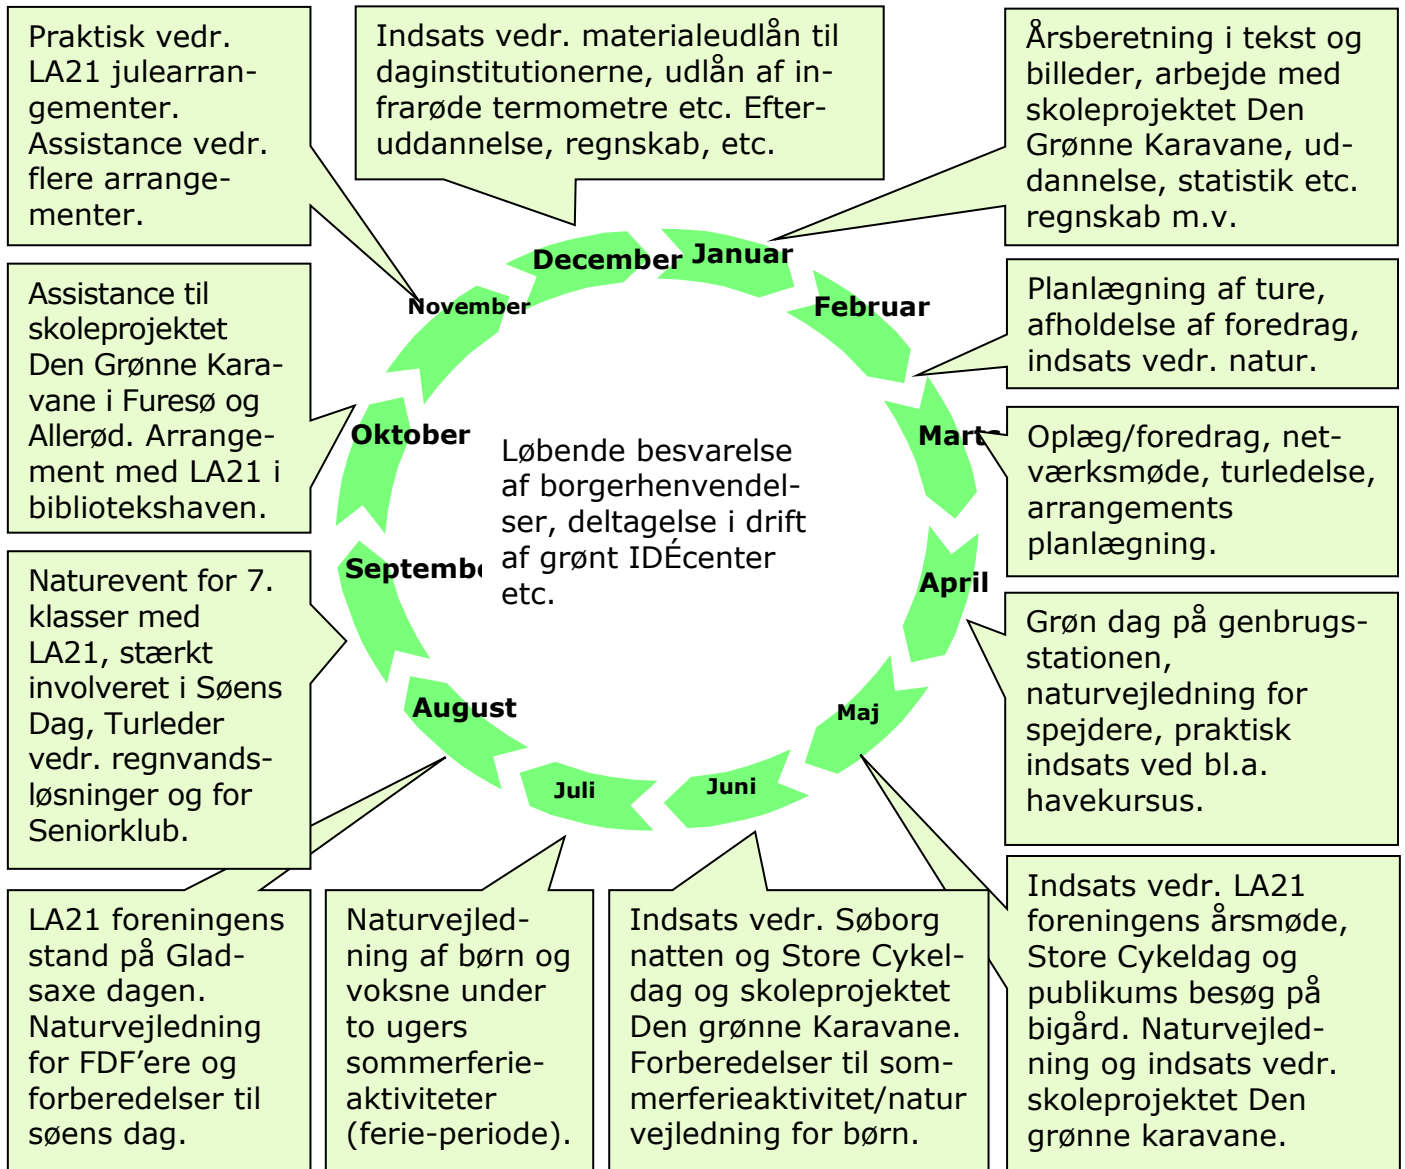 Praktisk vedr.
LA21 julearran-
gementer.
Assistance vedr.
flere arrange-
menter.
Indsats vedr. materialeudlån til
daginstitutionerne, udlån af in-
frarøde termometre etc. Efter-
uddannelse, regnskab, etc.
Årsberetning i tekst og
billeder, arbejde med
skoleprojektet Den
Grønne Karavane, ud-
dannelse, statistik etc.
regnskab m.v.
December
Januar
November
Februar
Assistance til
skoleprojektet
Den Grønne Kara-
vane i Furesø og
Allerød. Arrange-
ment med LA21 i
bibliotekshaven.
Planlægning af ture,
afholdelse af foredrag,
indsats vedr. natur.
Oktober
Marts
Løbende besvarelse
af borgerhenvendel-
ser, deltagelse i drift
af grønt IDÉcenter
etc.
Oplæg/foredrag, net-
værksmøde, turledelse,
arrangements
planlægning.
Septembe
April
Naturevent for 7.
klasser med
LA21, stærkt
involveret i Søens
Dag, Turleder
vedr. regnvands-
løsninger og for
Seniorklub.
Grøn dag på genbrugs-
stationen,
naturvejledning for
spejdere, praktisk
indsats ved bl.a.
havekursus.
August
Maj
Juli
Juni
LA21 foreningens
stand på Glad-
saxe dagen.
Naturvejledning
for FDF'ere og
forberedelser til
søens dag.
Naturvejled-
ning af børn og
voksne under
to ugers
sommerferie-
aktiviteter
(ferie-periode).
Indsats vedr. Søborg
natten og Store Cykel-
dag og skoleprojektet
Den grønne Karavane.
Forberedelser til som-
merferieaktivitet/natur
vejledning for børn.
Indsats vedr. LA21
foreningens årsmøde,
Store Cykeldag og
publikums besøg på
bigård. Naturvejled-
ning og indsats vedr.
skoleprojektet Den
grønne karavane.